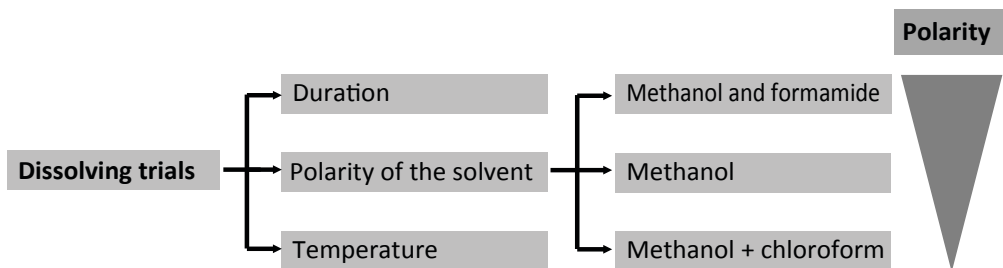 Polarity
Duration
Methanol and formamide
Dissolving trials
Polarity of the solvent
Methanol
Temperature
Methanol + chloroform